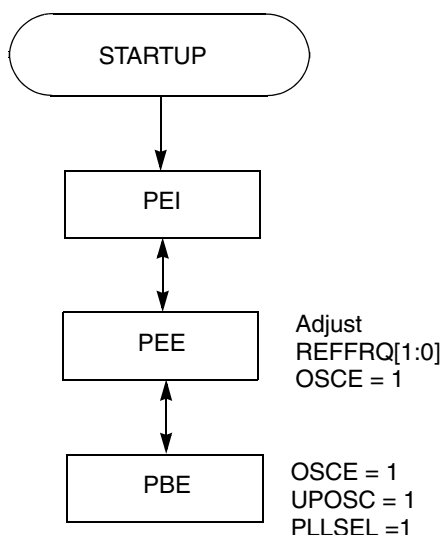 STARTUP
PEI
PEE
Adjust
REFFRQ[1:0]
OSCE = 1
PBE
OSCE = 1
UPOSC = 1
PLLSEL =1